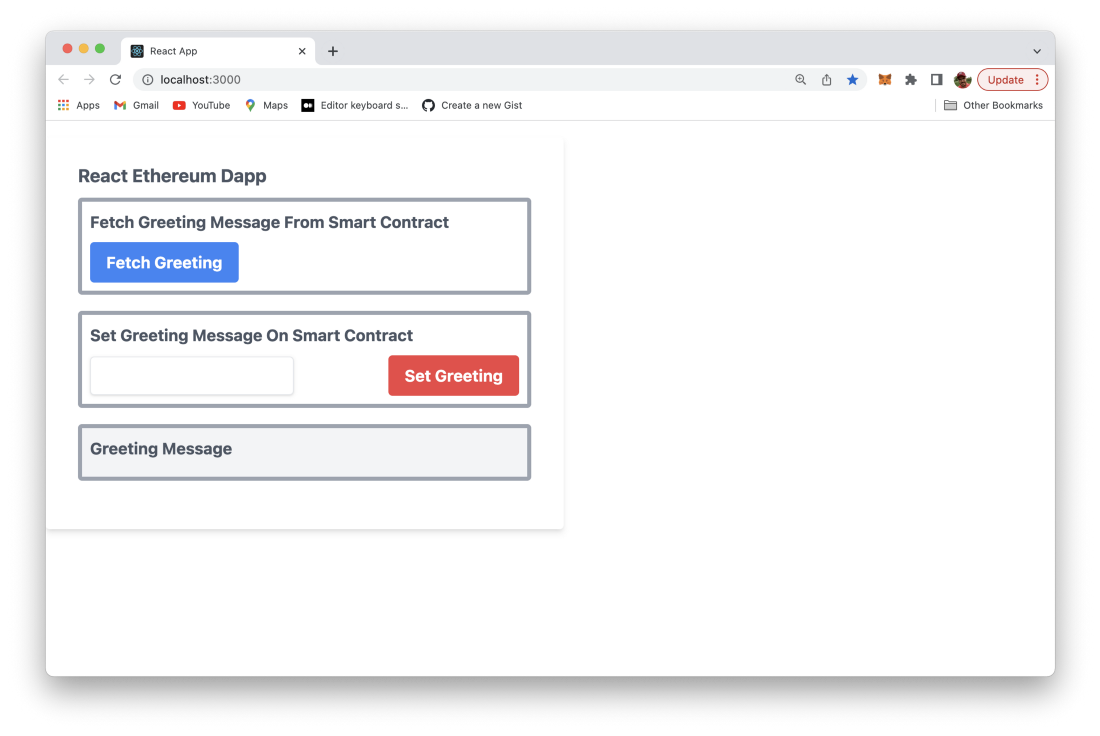 React App
localhost:3000
Update
Apps
Gmail
YouTube
Maps
Editor keyboard s...
Create a new Gist
Other Bookmarks
React Ethereum Dapp
Fetch Greeting Message From Smart Contract
Fetch Greeting
Set Greeting Message On Smart Contract
Set Greeting
Greeting Message